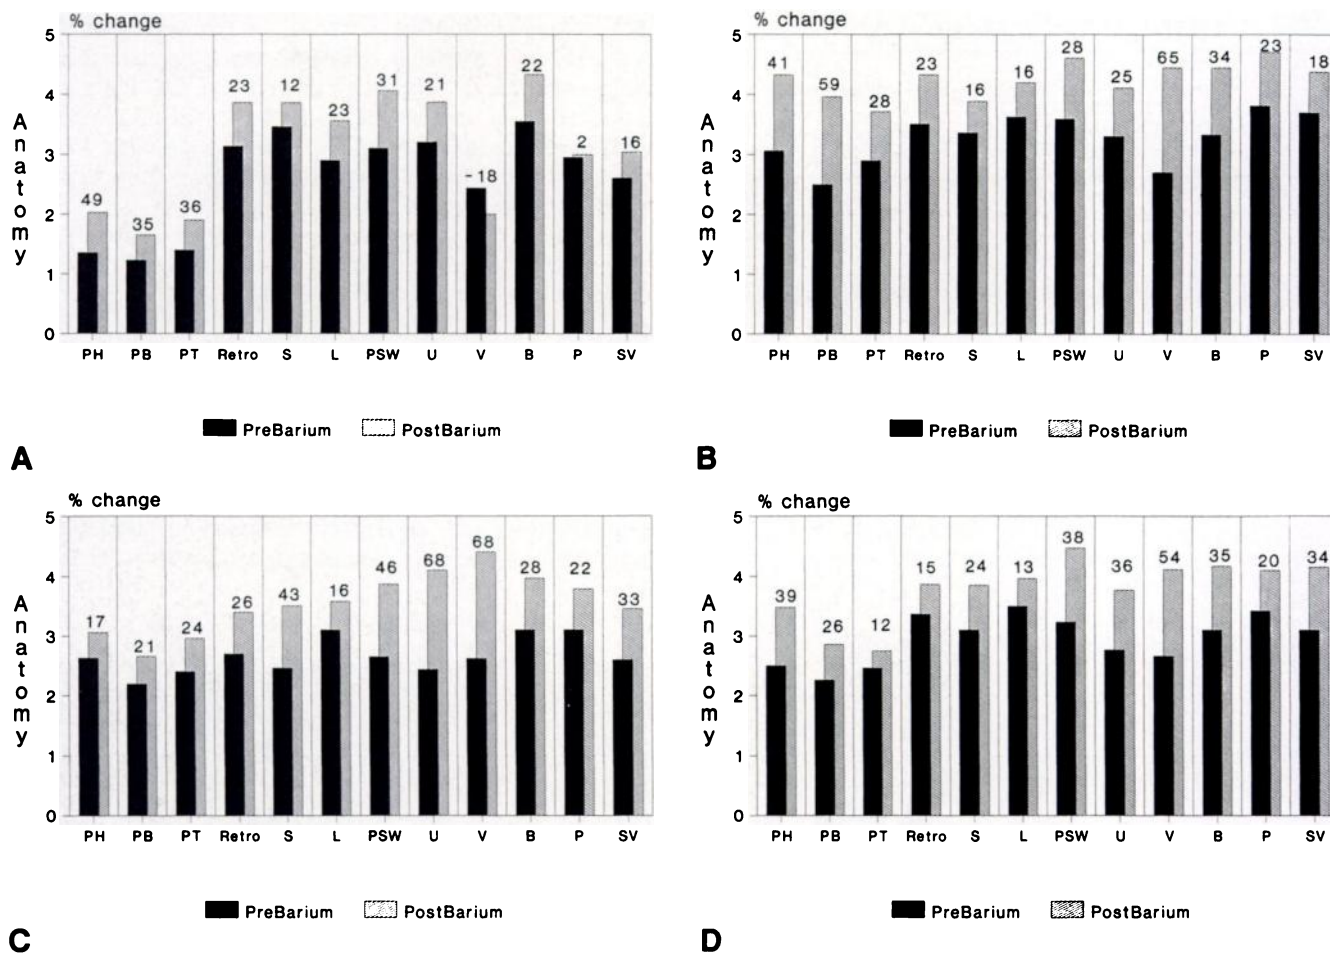 % change
5
4
3
2
1
0
Anatomy
49 35 36 23 12 23 31 21 -18 22 2 16
PH PB PT Retro S L PSW U V B P SV
PreBarium PostBarium
A
% change
5
4
3
2
1
0
Anatomy
41 59 28 23 16 16 28 25 65 34 23 18
PH PB PT Retro S L PSW U V B P SV
PreBarium PostBarium
B
% change
5
4
3
2
1
0
Anatomy
17 21 24 26 43 16 46 68 68 28 22 33
PH PB PT Retro S L PSW U V B P SV
PreBarium PostBarium
C
% change
5
4
3
2
1
0
Anatomy
39 26 12 15 24 13 38 36 54 35 20 34
PH PB PT Retro S L PSW U V B P SV
PreBarium PostBarium
D